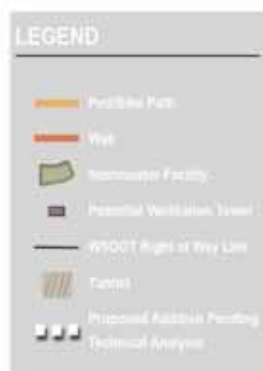 LEGEND
Ped/Bike Path
Wall
Stormwater Facility
Potential Ventilation Tower
WSDOT Right of Way Line
Tunnel
Proposed Addition Pending
Technical Analysis